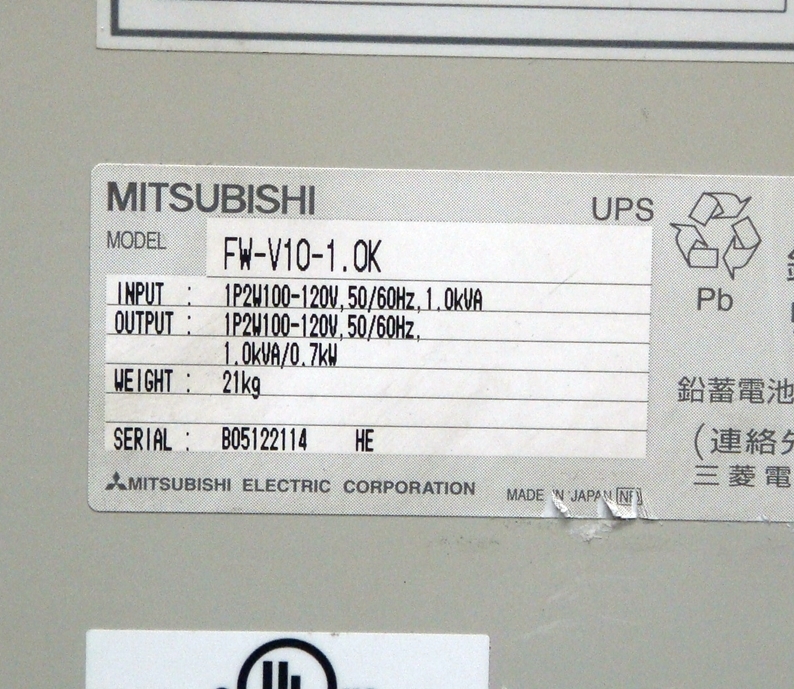 MITSUBISHI
UPS
MODEL FW-V10-1.0K
INPUT : 1P2W100-120V,50/60Hz,1.0kVA
OUTPUT : 1P2W100-120V,50/60Hz,
1.0kVA/0.7kW
WEIGHT : 21kg
SERIAL : B05122114 HE
MITSUBISHI ELECTRIC CORPORATION
MADE IN JAPAN
Pb
鉛蓄電池
(連絡
三菱電
UL